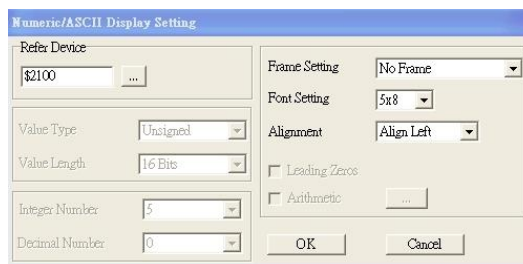 Numeric/ASCII Display Setting
Refer Device
$2100
...
Value Type
Unsigned
Value Length
16 Bits
Integer Number
5
Decimal Number
0
Frame Setting
No Frame
Font Setting
5x8
Alignment
Align Left
Leading Zeros
Arithmetic
...
OK
Cancel